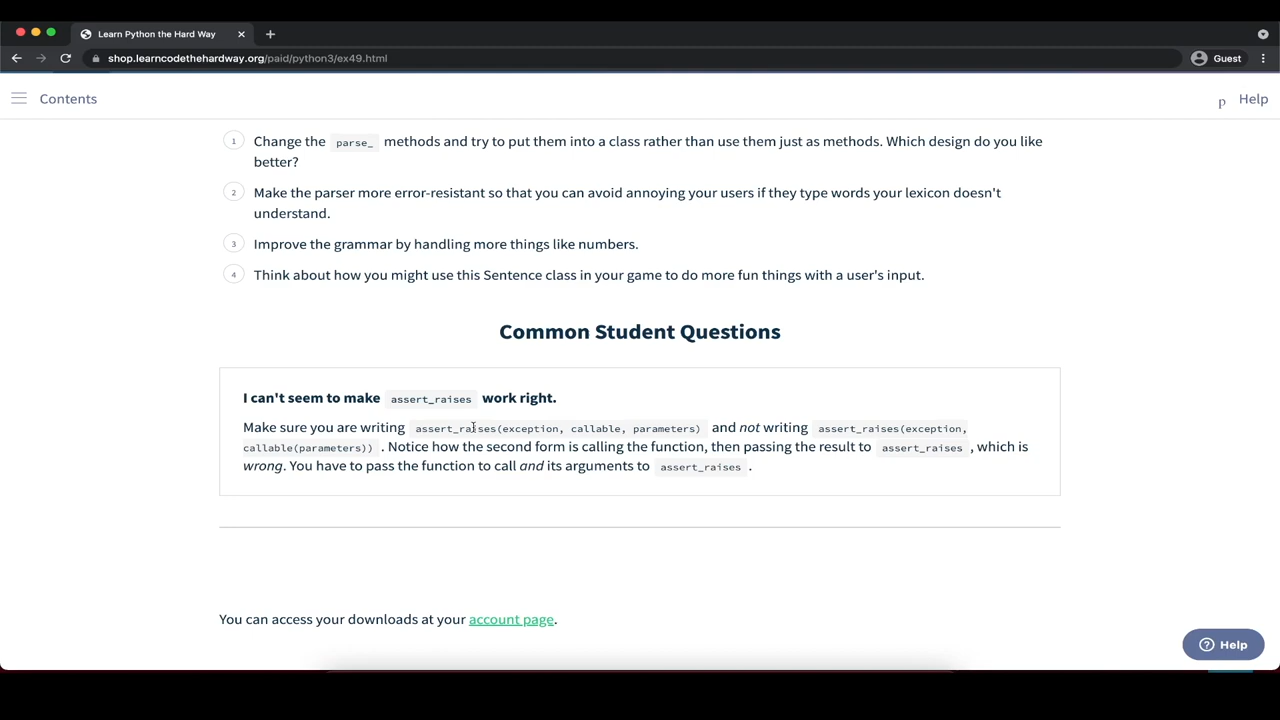 Learn Python the Hard Way
shop.learncodethehardway.org/paid/python3/ex49.html
Guest
Contents
p
Help
1 Change the parse_ methods and try to put them into a class rather than use them just as methods. Which design do you like
better?
2 Make the parser more error-resistant so that you can avoid annoying your users if they type words your lexicon doesn't
understand.
3 Improve the grammar by handling more things like numbers.
4 Think about how you might use this Sentence class in your game to do more fun things with a user's input.
Common Student Questions
I can't seem to make assert_raises work right.
Make sure you are writing assert_raises(exception, callable, parameters) and not writing assert_raises(exception,
callable(parameters)) . Notice how the second form is calling the function, then passing the result to assert_raises , which is
wrong. You have to pass the function to call and its arguments to assert_raises .
You can access your downloads at your account page.
Help